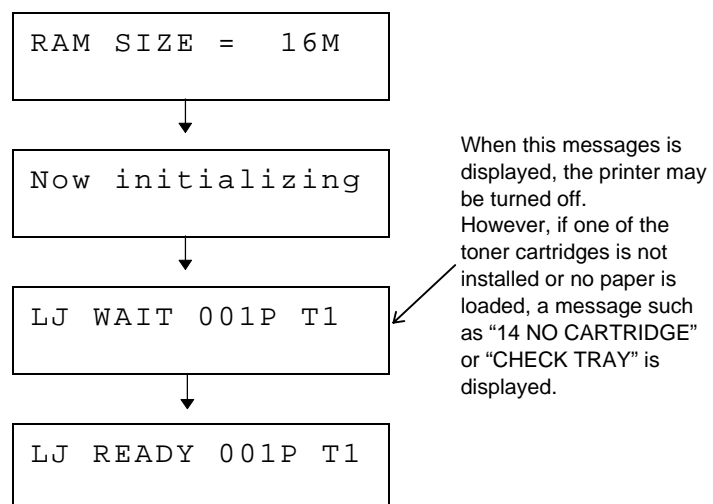 RAM SIZE = 16M
Now initializing
LJ WAIT 001P T1
LJ READY 001P T1
When this messages is
displayed, the printer may
be turned off.
However, if one of the
toner cartridges is not
installed or no paper is
loaded, a message such
as “14 NO CARTRIDGE”
or “CHECK TRAY” is
displayed.